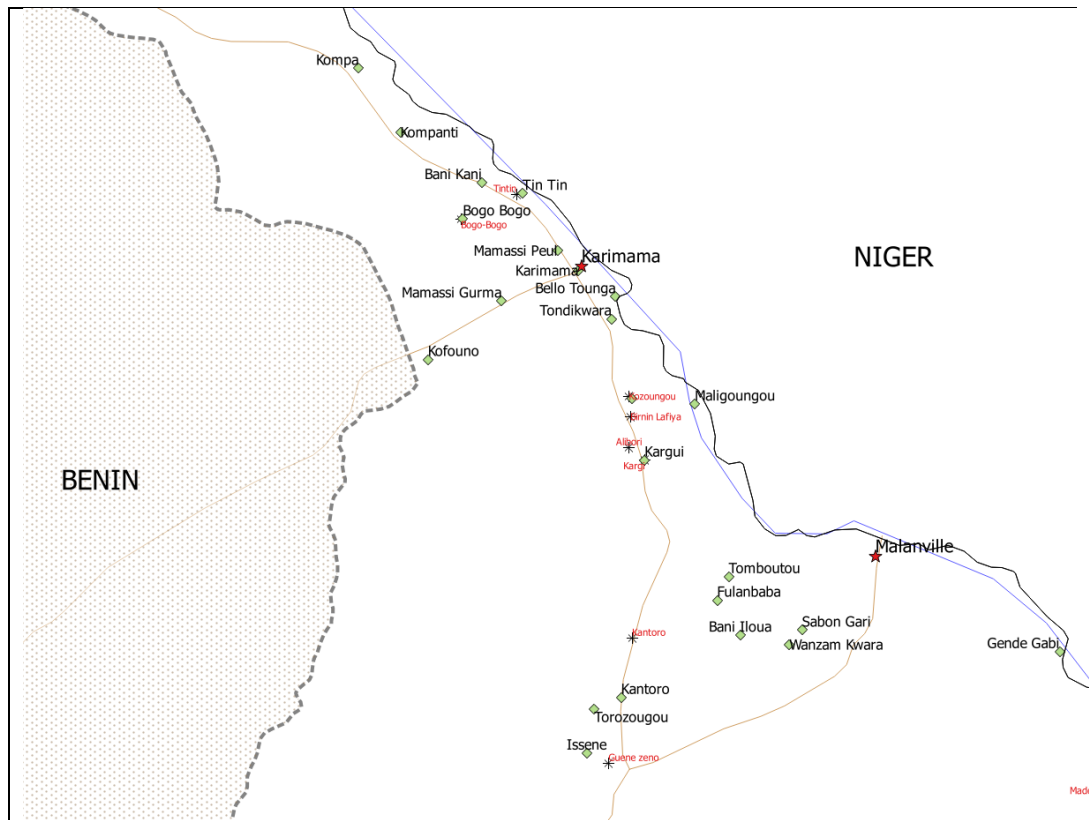 Kompa
Kompanti
Bani Kani
Tintin
Tin Tin
Bogo Bogo
Bogo-Bogo
Mamassi Peul
Karimama
NIGER
Karimama
Mamassi Gurma
Bello Tounga
Tondikwara
Kofouno
Kozoungou
Maligoungou
Birnin Lafiya
Alibori
Kargui
Kargi
BENIN
Malanville
Tomboutou
Fulanbaba
Bani Iloua
Sabon Gari
Kantoro
Wanzam Kwara
Gende Gabi
Kantoro
Torozougou
Issene
Guene zeno
Made